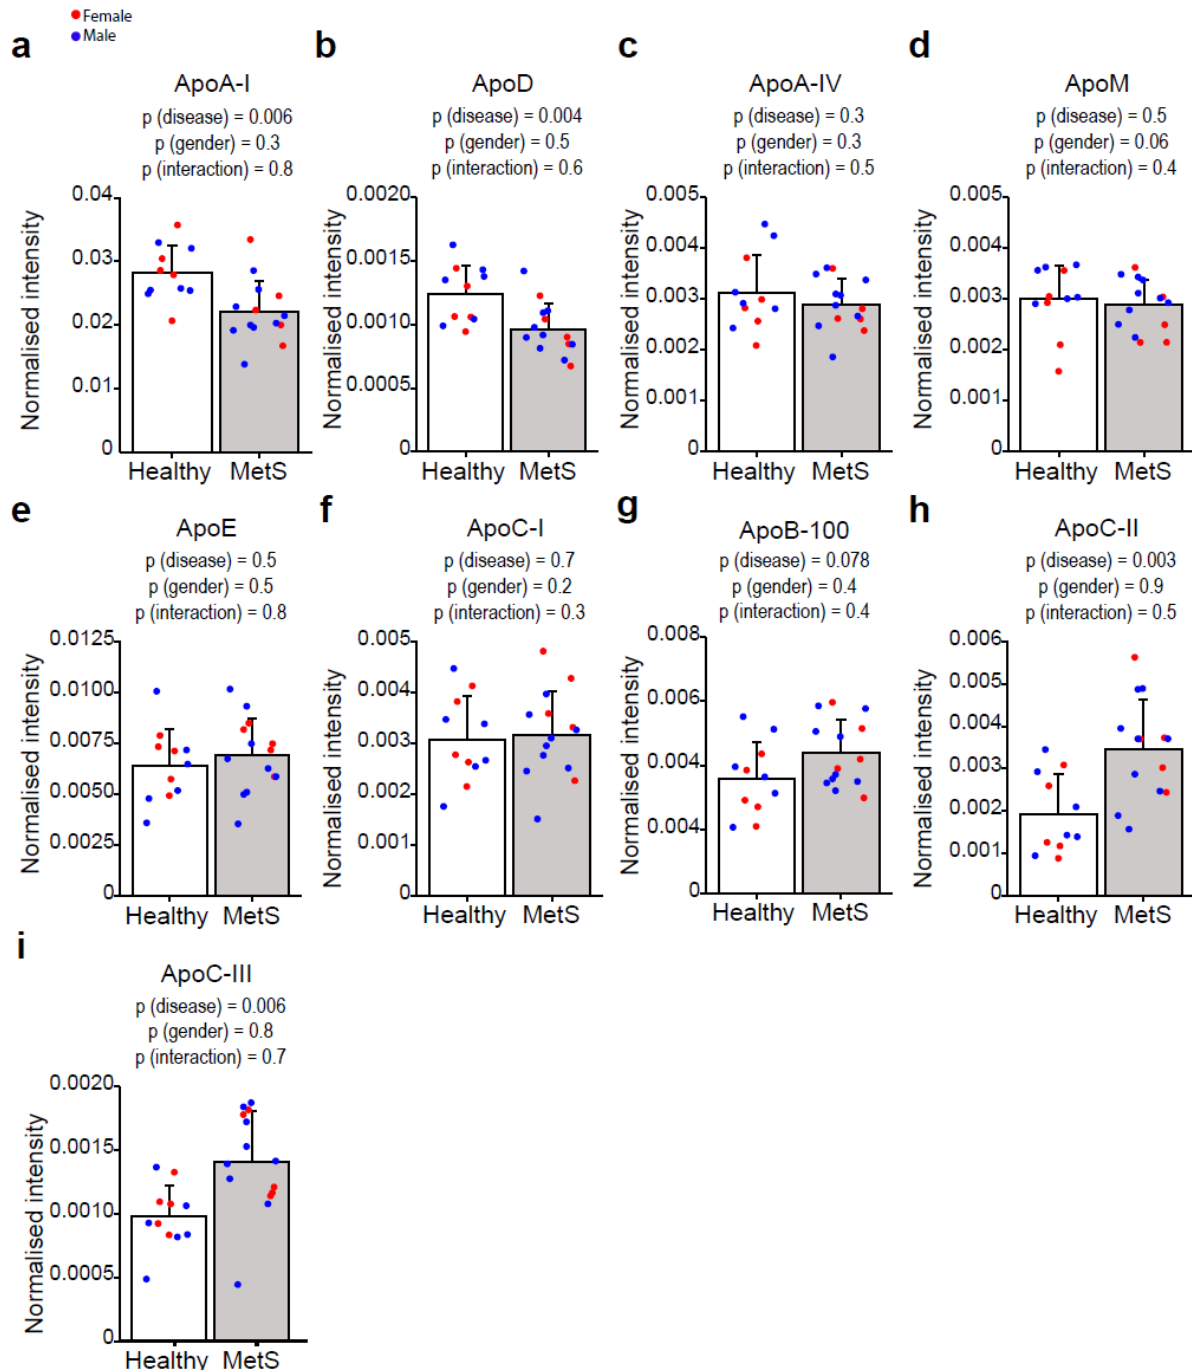 Female
Male
a
ApoA-I
p (disease) = 0.006
p (gender) = 0.3
p (interaction) = 0.8
Normalised intensity
0.04
0.03
0.02
0.01
0
Healthy MetS
b
ApoD
p (disease) = 0.004
p (gender) = 0.5
p (interaction) = 0.6
Normalised intensity
0.0020
0.0015
0.0010
0.0005
0
Healthy MetS
c
ApoA-IV
p (disease) = 0.3
p (gender) = 0.3
p (interaction) = 0.5
Normalised intensity
0.005
0.004
0.003
0.002
0.001
0
Healthy MetS
d
ApoM
p (disease) = 0.5
p (gender) = 0.06
p (interaction) = 0.4
Normalised intensity
0.005
0.004
0.003
0.002
0.001
0
Healthy MetS
e
ApoE
p (disease) = 0.5
p (gender) = 0.5
p (interaction) = 0.8
Normalised intensity
0.0125
0.0100
0.0075
0.0050
0.0025
0
Healthy MetS
f
ApoC-I
p (disease) = 0.7
p (gender) = 0.2
p (interaction) = 0.3
Normalised intensity
0.005
0.004
0.003
0.002
0.001
0
Healthy MetS
g
ApoB-100
p (disease) = 0.078
p (gender) = 0.4
p (interaction) = 0.4
Normalised intensity
0.008
0.006
0.004
0.004
0
Healthy MetS
h
ApoC-II
p (disease) = 0.003
p (gender) = 0.9
p (interaction) = 0.5
Normalised intensity
0.006
0.005
0.004
0.003
0.002
0.001
0
Healthy MetS
i
ApoC-III
p (disease) = 0.006
p (gender) = 0.8
p (interaction) = 0.7
Normalised intensity
0.0020
0.0015
0.0010
0.0005
0
Healthy MetS